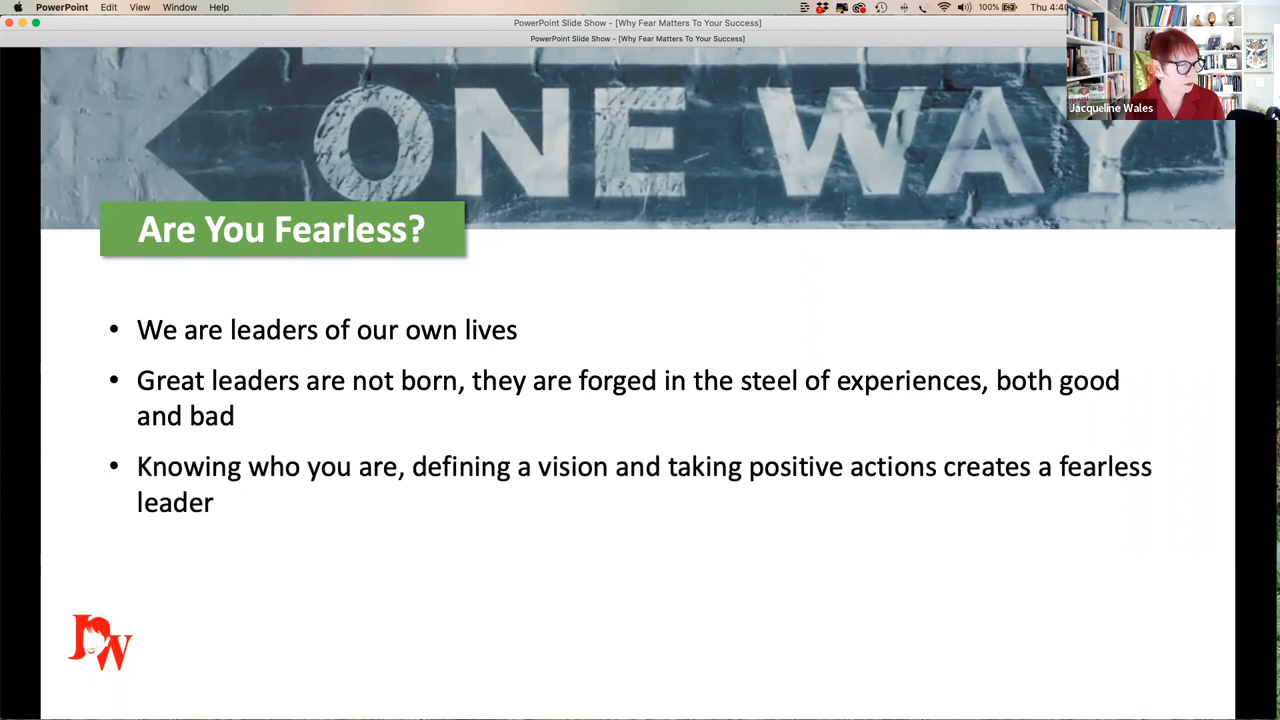 PowerPoint Edit View Window Help 100% Thu 4:40
PowerPoint Slide Show - [Why Fear Matters To Your Success]
PowerPoint Slide Show - [Why Fear Matters To Your Success]
Jacqueline Wales
ONE WAY
Are You Fearless?
• We are leaders of our own lives
• Great leaders are not born, they are forged in the steel of experiences, both good
and bad
• Knowing who you are, defining a vision and taking positive actions creates a fearless
leader
JW